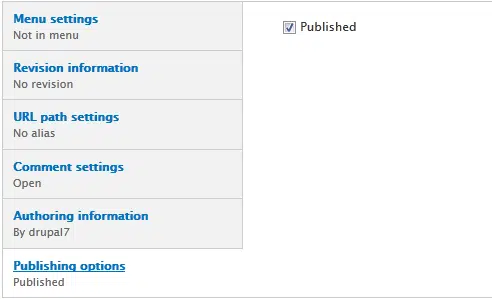 Menu settings
Not in menu
Published
Revision information
No revision
URL path settings
No alias
Comment settings
Open
Authoring information
By drupal7
Publishing options
Published